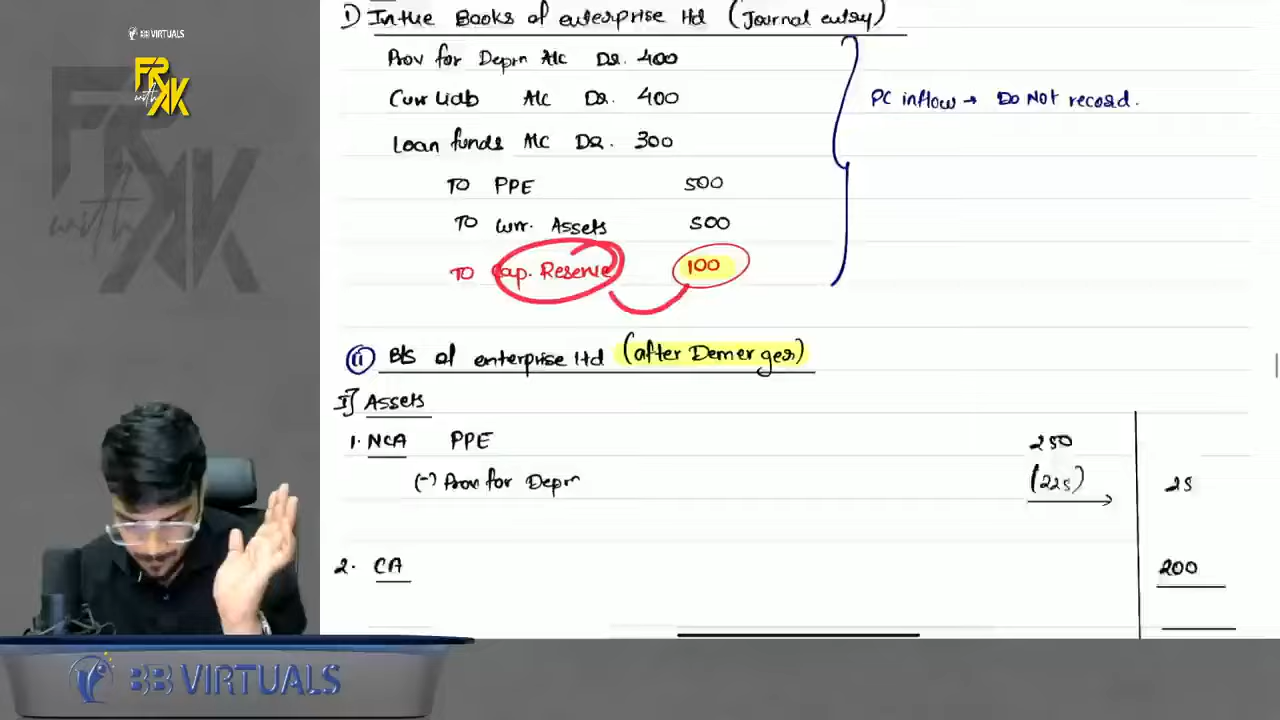 BB VIRTUALS
FR
with
KK
I) In the Books of enterprise ltd (Journal entry)
Prov for Deprn A/c DR. 400
Curr Liab A/c DR. 400
Loan funds A/c DR. 300
PC inflow → Do Not record.
TO PPE 500
TO Curr. Assets 500
TO Cap. Reserve 100
(ii) B/S of enterprise ltd (after Demerger)
I] Assets
1. NCA PPE 250
(-) Prov for Deprn (225) 25
2. CA 200
BB VIRTUALS